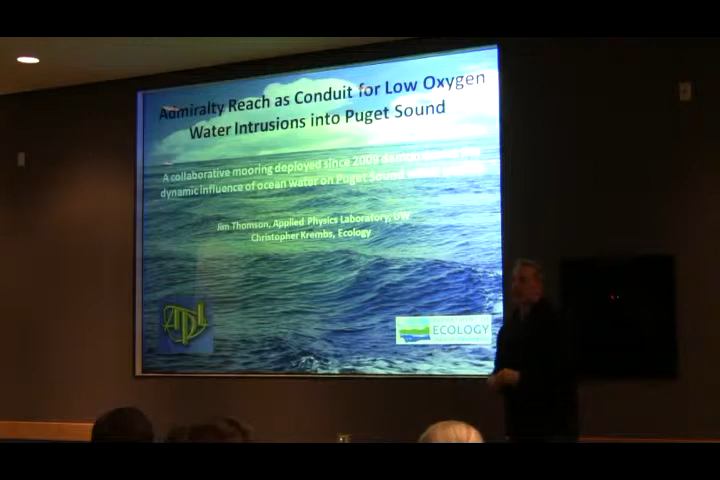 Admiralty Reach as Conduit for Low Oxygen
Water Intrusions into Puget Sound
A collaborative mooring deployed since 2009
dynamic influence of ocean water on Puget Sound
Jim Thomson, Applied Physics Laboratory, UW
Christopher Krembs, Ecology
APL
ECOLOGY